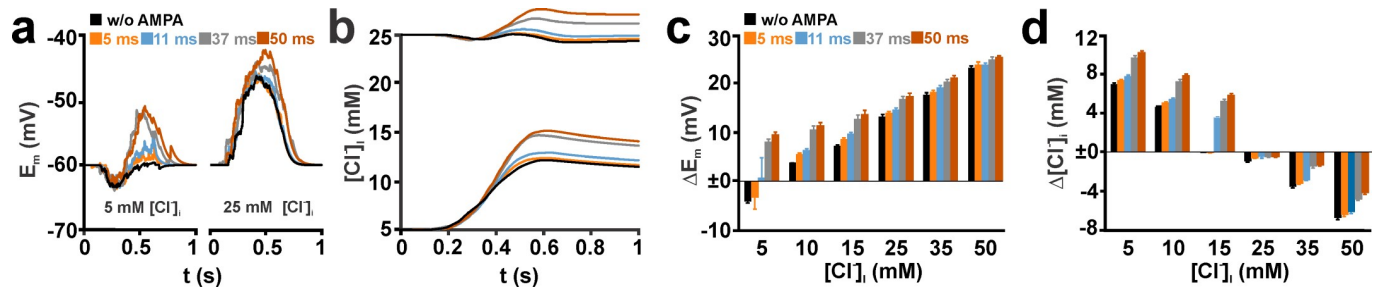 a
w/o AMPA
5 ms 11 ms 37 ms 50 ms
-40
-50
-60
-70
Eₘ (mV)
5 mM [Cl⁻]ᵢ
25 mM [Cl⁻]ᵢ
0 0.5 1 0 0.5 1
t (s)
b
30
25
20
15
10
5
[Cl⁻]ᵢ (mM)
0 0.2 0.4 0.6 0.8 1
t (s)
c
w/o AMPA
5 ms 11 ms 37 ms 50 ms
30
20
10
±0
-10
ΔEₘ (mV)
5 10 15 25 35 50
[Cl⁻]ᵢ (mM)
d
12
8
4
±0
-4
-8
Δ[Cl⁻]ᵢ (mM)
5 10 15 25 35 50
[Cl⁻]ᵢ (mM)